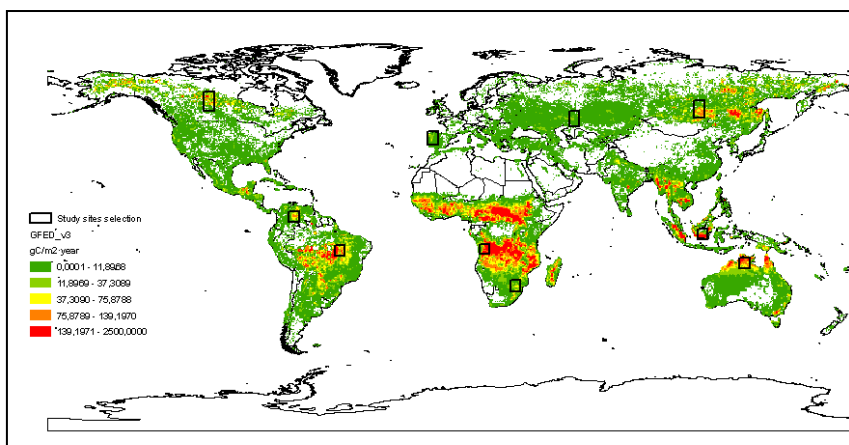 Study sites selection
GFED_v3
gC/m2·year
0,0001 - 11,8968
11,8969 - 37,3089
37,3090 - 75,8788
75,8789 - 139,1970
139,1971 - 2500,0000